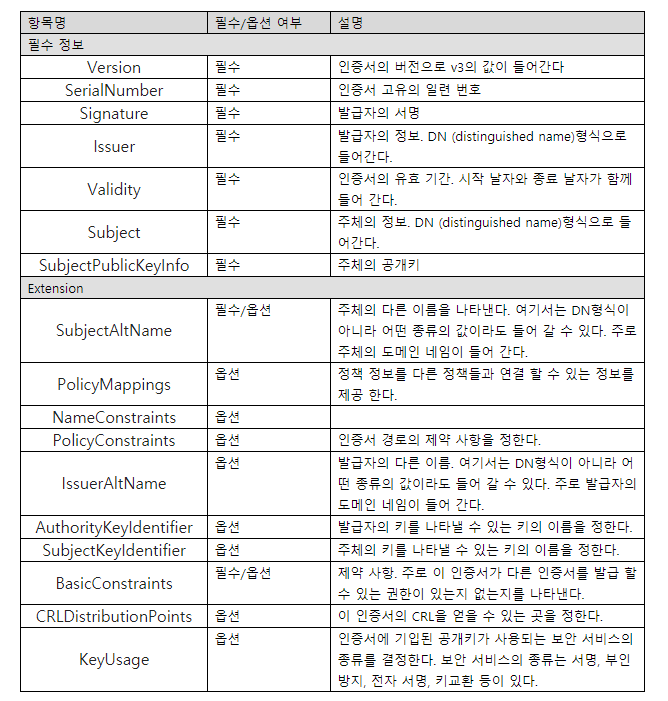 항목명 필수/옵션 여부 설명
필수 정보
Version 필수 인증서의 버전으로 v3의 값이 들어간다
SerialNumber 필수 인증서 고유의 일련 번호
Signature 필수 발급자의 서명
Issuer 필수 발급자의 정보. DN (distinguished name)형식으로
들어간다.
Validity 필수 인증서의 유효 기간. 시작 날자와 종료 날자가 함께
들어 간다.
Subject 필수 주체의 정보. DN (distinguished name)형식으로 들
어간다.
SubjectPublicKeyInfo 필수 주체의 공개키
Extension
SubjectAltName 필수/옵션 주체의 다른 이름을 나타낸다. 여기서는 DN형식이
아니라 어떤 종류의 값이라도 들어 갈 수 있다. 주로
주체의 도메인 네임이 들어 간다.
PolicyMappings 옵션 정책 정보를 다른 정책들과 연결 할 수 있는 정보를
제공 한다.
NameConstraints 옵션
PolicyConstraints 옵션 인증서 경로의 제약 사항을 정한다.
IssuerAltName 옵션 발급자의 다른 이름. 여기서는 DN형식이 아니라 어
떤 종류의 값이라도 들어 갈 수 있다. 주로 발급자의
도메인 네임이 들어 간다.
AuthorityKeyIdentifier 옵션 발급자의 키를 나타낼 수 있는 키의 이름을 정한다.
SubjectKeyIdentifier 옵션 주체의 키를 나타낼 수 있는 키의 이름을 정한다.
BasicConstraints 필수/옵션 제약 사항. 주로 이 인증서가 다른 인증서를 발급 할
수 있는 권한이 있는지 없는지를 나타낸다.
CRLDistributionPoints 옵션 이 인증서의 CRL을 얻을 수 있는 곳을 정한다.
KeyUsage 옵션 인증서에 기입된 공개키가 사용되는 보안 서비스의
종류를 결정한다. 보안 서비스의 종류는 서명, 부인
방지, 전자 서명, 키교환 등이 있다.